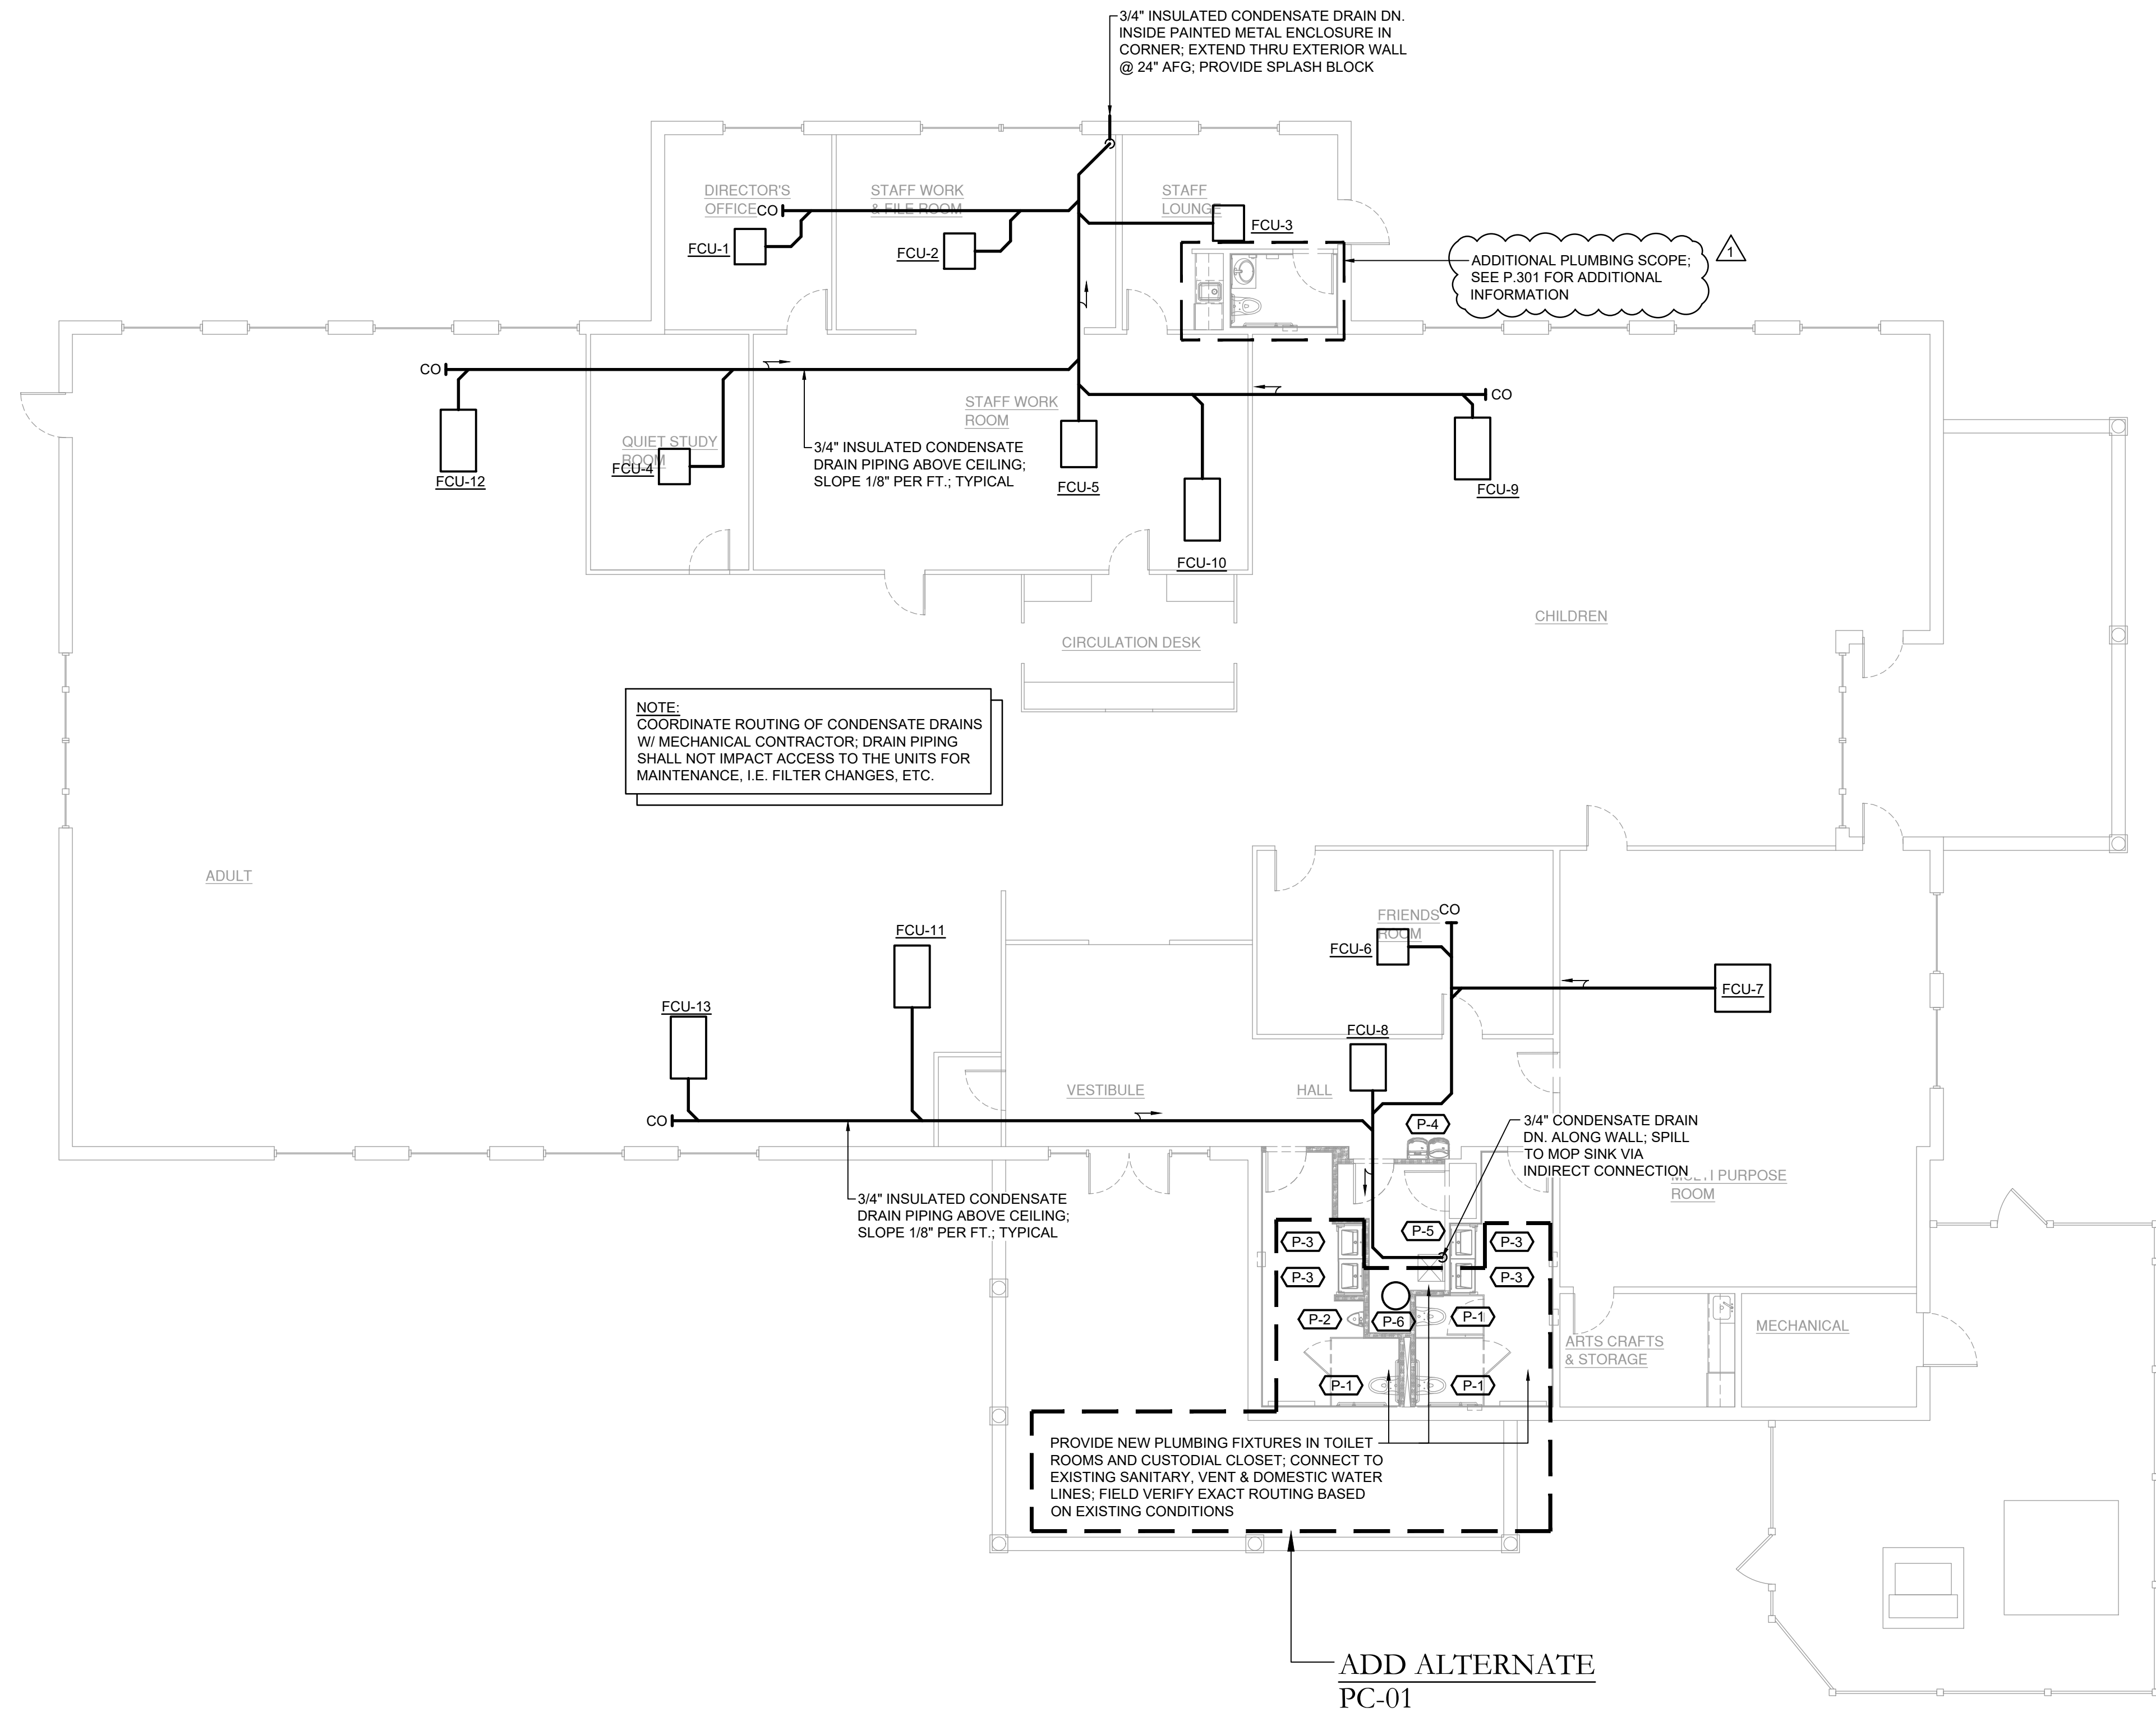 3/4" INSULATED CONDENSATE DRAIN DN.
INSIDE PAINTED METAL ENCLOSURE IN
CORNER; EXTEND THRU EXTERIOR WALL
@ 24" AFG; PROVIDE SPLASH BLOCK
DIRECTOR'S
OFFICE
CO
STAFF WORK
& FILE ROOM
STAFF
LOUNGE
FCU-1
FCU-2
FCU-3
ADDITIONAL PLUMBING SCOPE;
SEE P.301 FOR ADDITIONAL
INFORMATION
1
CO
CO
STAFF WORK
ROOM
QUIET STUDY
ROOM
FCU-4
FCU-12
3/4" INSULATED CONDENSATE
DRAIN PIPING ABOVE CEILING;
SLOPE 1/8" PER FT.; TYPICAL
FCU-5
FCU-9
FCU-10
CHILDREN
CIRCULATION DESK
NOTE:
COORDINATE ROUTING OF CONDENSATE DRAINS
W/ MECHANICAL CONTRACTOR; DRAIN PIPING
SHALL NOT IMPACT ACCESS TO THE UNITS FOR
MAINTENANCE, I.E. FILTER CHANGES, ETC.
ADULT
FRIENDS
ROOM
CO
FCU-11
FCU-6
FCU-7
FCU-13
FCU-8
VESTIBULE
HALL
CO
P-4
3/4" CONDENSATE DRAIN
DN. ALONG WALL; SPILL
TO MOP SINK VIA
INDIRECT CONNECTION
MULTI PURPOSE
ROOM
3/4" INSULATED CONDENSATE
DRAIN PIPING ABOVE CEILING;
SLOPE 1/8" PER FT.; TYPICAL
P-5
P-3
P-3
P-3
P-3
P-2
P-6
P-1
P-1
P-1
ARTS CRAFTS
& STORAGE
MECHANICAL
PROVIDE NEW PLUMBING FIXTURES IN TOILET
ROOMS AND CUSTODIAL CLOSET; CONNECT TO
EXISTING SANITARY, VENT & DOMESTIC WATER
LINES; FIELD VERIFY EXACT ROUTING BASED
ON EXISTING CONDITIONS
ADD ALTERNATE
PC-01